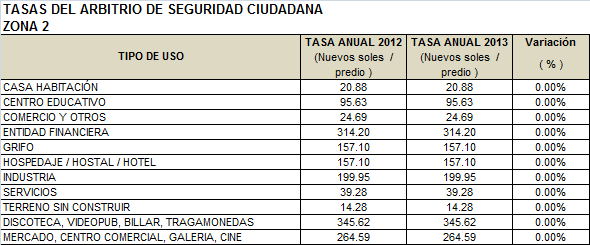 TASAS DEL ARBITRIO DE SEGURIDAD CIUDADANA
ZONA 2
TIPO DE USO TASA ANUAL 2012 TASA ANUAL 2013 Variación
(Nuevos soles / predio ) (Nuevos soles / predio ) ( % )
CASA HABITACIÓN 20.88 20.88 0.00%
CENTRO EDUCATIVO 95.63 95.63 0.00%
COMERCIO Y OTROS 24.69 24.69 0.00%
ENTIDAD FINANCIERA 314.20 314.20 0.00%
GRIFO 157.10 157.10 0.00%
HOSPEDAJE / HOSTAL / HOTEL 157.10 157.10 0.00%
INDUSTRIA 199.95 199.95 0.00%
SERVICIOS 39.28 39.28 0.00%
TERRENO SIN CONSTRUIR 14.28 14.28 0.00%
DISCOTECA, VIDEOPUB, BILLAR, TRAGAMONEDAS 345.62 345.62 0.00%
MERCADO, CENTRO COMERCIAL, GALERIA, CINE 264.59 264.59 0.00%